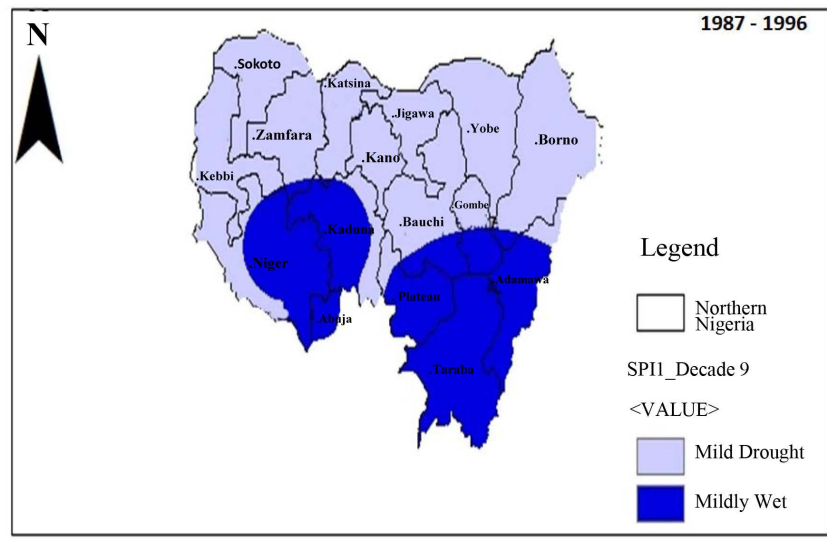 1987 - 1996
N
.Sokoto
.Katsina
.Jigawa
.Zamfara
.Yobe
.Borno
.Kano
.Kebbi
Gombe
.Bauchi
.Kaduna
.Niger
Adamawa
.Plateau
.Abuja
.Taraba
Legend
Northern
Nigeria
SPI1_Decade 9
<VALUE>
Mild Drought
Mildly Wet